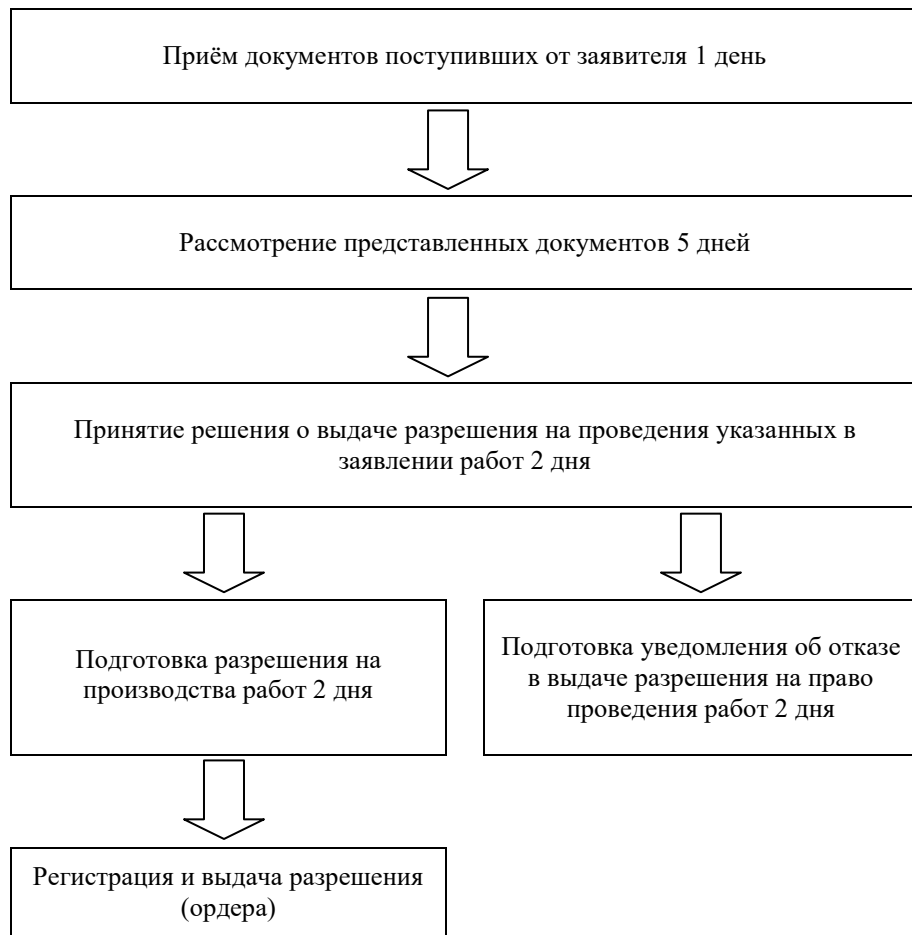 Приём документов поступивших от заявителя 1 день
Рассмотрение представленных документов 5 дней
Принятие решения о выдаче разрешения на проведения указанных в
заявлении работ 2 дня
Подготовка разрешения на
производства работ 2 дня
Подготовка уведомления об отказе
в выдаче разрешения на право
проведения работ 2 дня
Регистрация и выдача разрешения
(ордера)